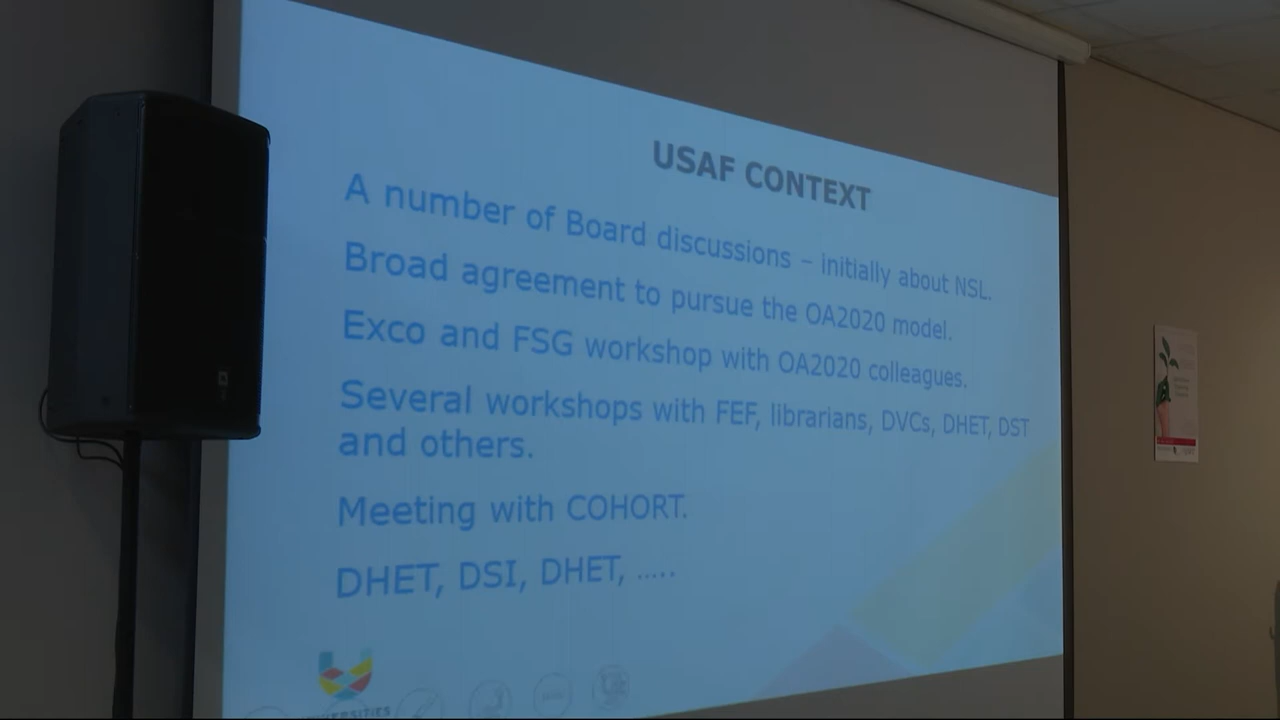 USAF CONTEXT
A number of Board discussions – initially about NSL.
Broad agreement to pursue the OA2020 model.
Exco and FSG workshop with OA2020 colleagues.
Several workshops with FEF, librarians, DVCs, DHET, DST
and others.
Meeting with COHORT.
DHET, DSI, DHET, .....